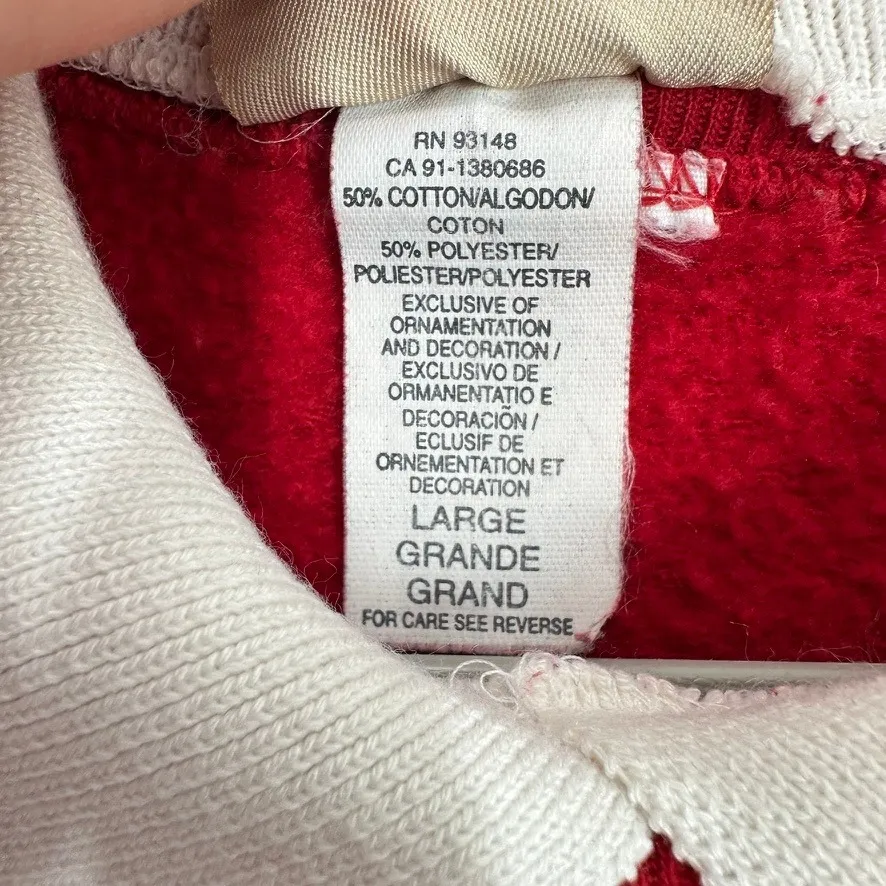 RN 93148
CA 91-1380686
50% COTTON/ALGODON/
COTON
50% POLYESTER/
POLIESTER/POLYESTER
EXCLUSIVE OF
ORNAMENTATION
AND DECORATION /
EXCLUSIVO DE
ORMANENTATIO E
DECORACIÕN /
ECLUSIF DE
ORNEMENTATION ET
DECORATION
LARGE
GRANDE
GRAND
FOR CARE SEE REVERSE